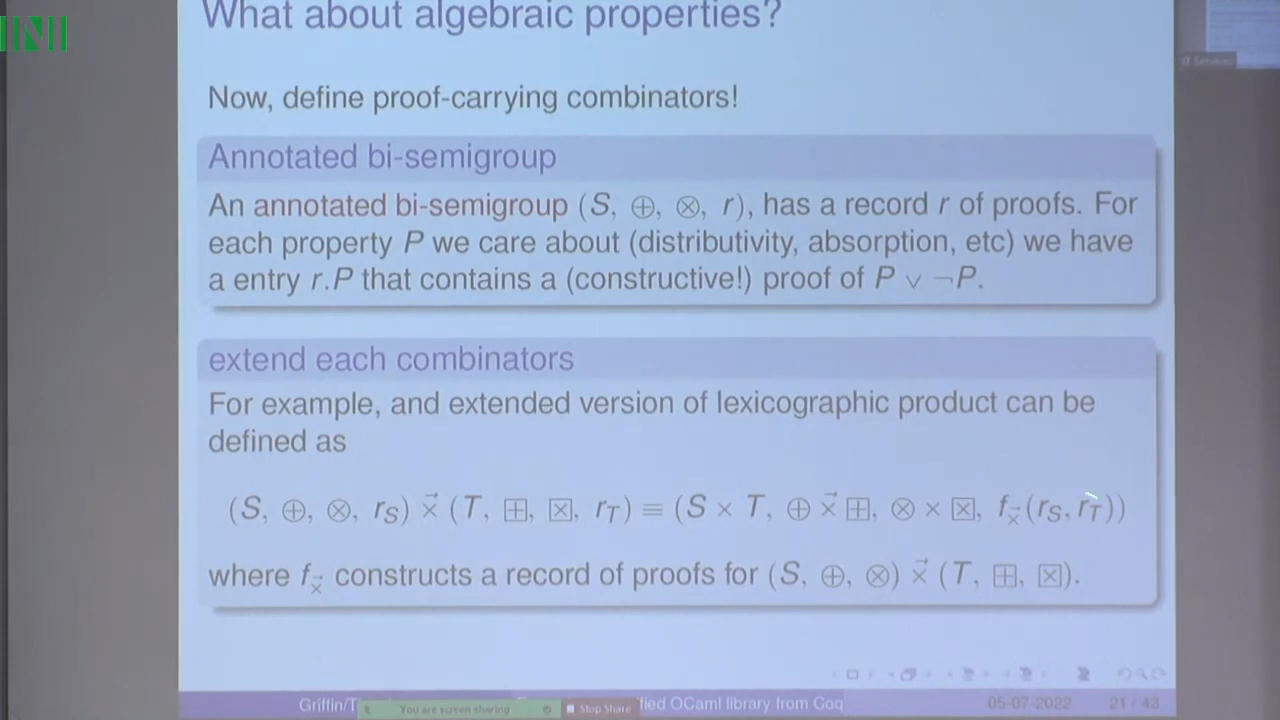 INI
What about algebraic properties?
Now, define proof-carrying combinators!
Annotated bi-semigroup
An annotated bi-semigroup (S, ⊕, ⊗, r), has a record r of proofs. For
each property P we care about (distributivity, absorption, etc) we have
a entry r.P that contains a (constructive!) proof of P ∨ ¬P.
extend each combinators
For example, and extended version of lexicographic product can be
defined as
(S, ⊕, ⊗, r_S) ×⃗ (T, ⊞, ⊠, r_T) ≡ (S × T, ⊕ ×⃗ ⊞, ⊗ × ⊠, f_×⃗(r_S, r_T))
where f_×⃗ constructs a record of proofs for (S, ⊕, ⊗) ×⃗ (T, ⊞, ⊠).
Griffin/T You are screen sharing Stop Share fied OCaml library from Coq 05-07-2022 21 / 43